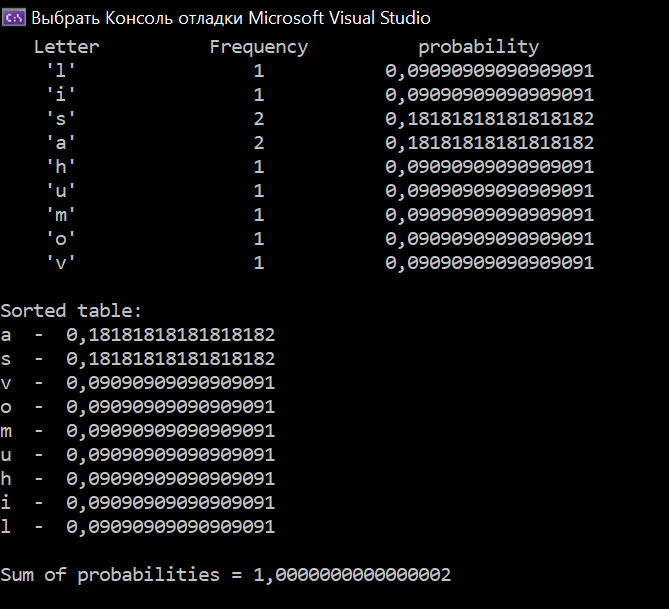 C:\ Выбрать Консоль отладки Microsoft Visual Studio
Letter Frequency probability
'l' 1 0,09090909090909091
'i' 1 0,09090909090909091
's' 2 0,18181818181818182
'a' 2 0,18181818181818182
'h' 1 0,09090909090909091
'u' 1 0,09090909090909091
'm' 1 0,09090909090909091
'o' 1 0,09090909090909091
'v' 1 0,09090909090909091
Sorted table:
a - 0,18181818181818182
s - 0,18181818181818182
v - 0,09090909090909091
o - 0,09090909090909091
m - 0,09090909090909091
u - 0,09090909090909091
h - 0,09090909090909091
i - 0,09090909090909091
l - 0,09090909090909091
Sum of probabilities = 1,0000000000000002